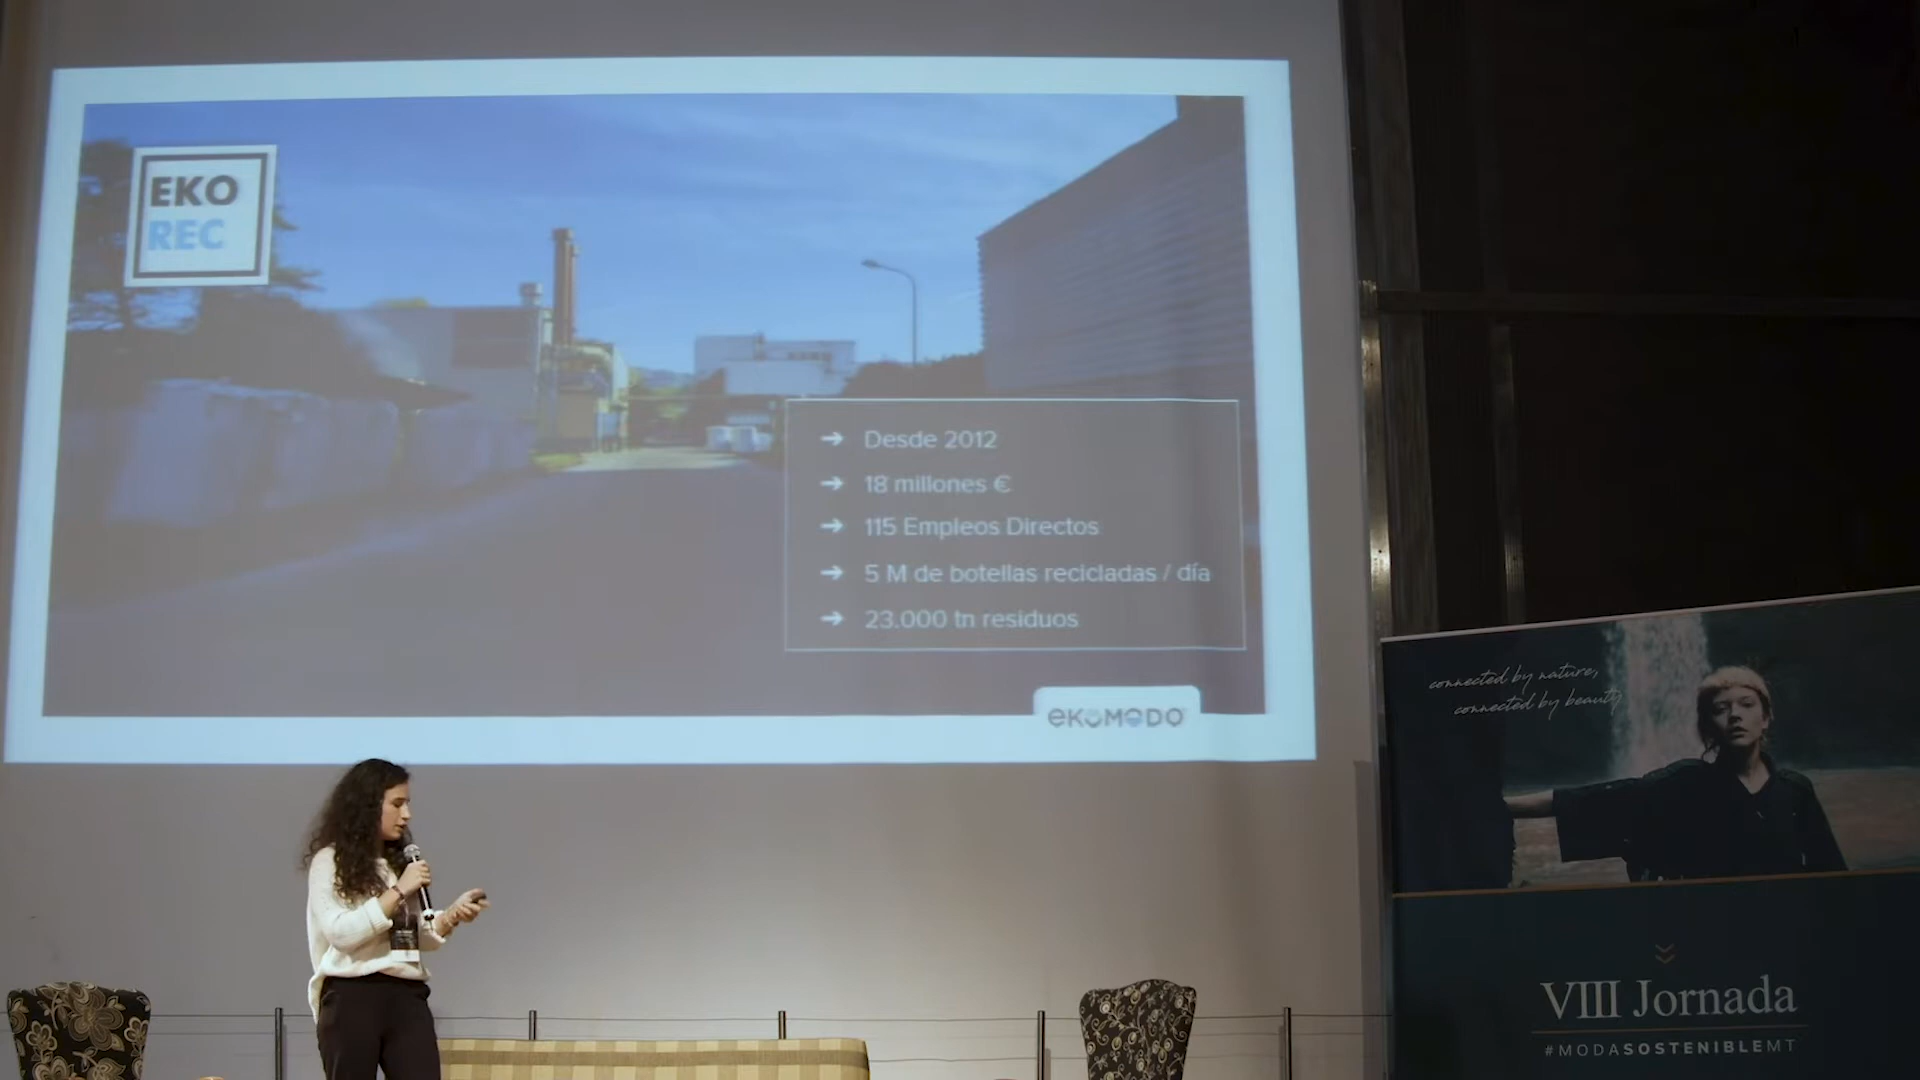 EKO
REC
→ Desde 2012
→ 18 millones €
→ 115 Empleos Directos
→ 5 M de botellas recicladas / día
→ 23.000 tn residuos
eKOMODO
connected by nature,
connected by beauty
VIII Jornada
#MODASOSTENIBLEMT